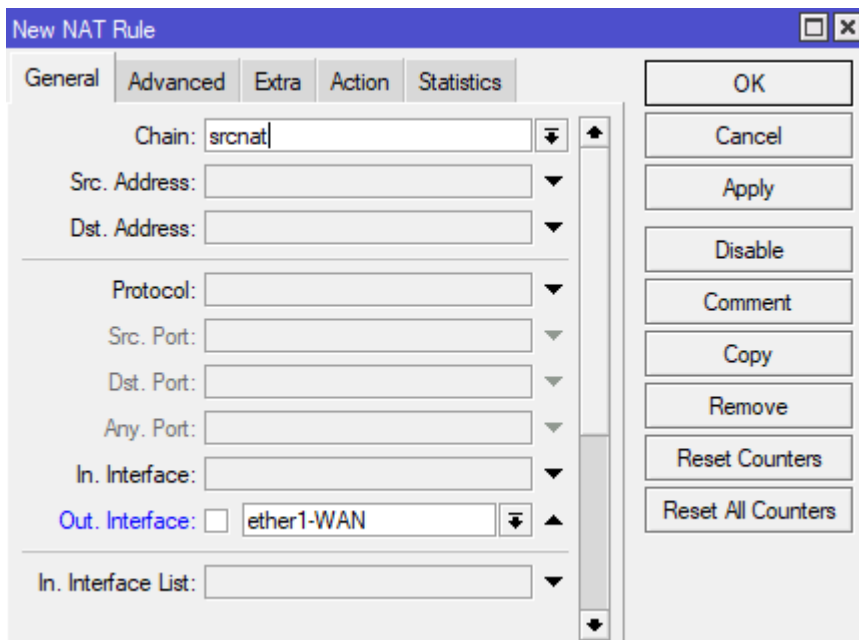 New NAT Rule
General Advanced Extra Action Statistics
Chain: srcnat
Src. Address:
Dst. Address:
Protocol:
Src. Port:
Dst. Port:
Any. Port:
In. Interface:
Out. Interface: ether1-WAN
In. Interface List:
OK
Cancel
Apply
Disable
Comment
Copy
Remove
Reset Counters
Reset All Counters